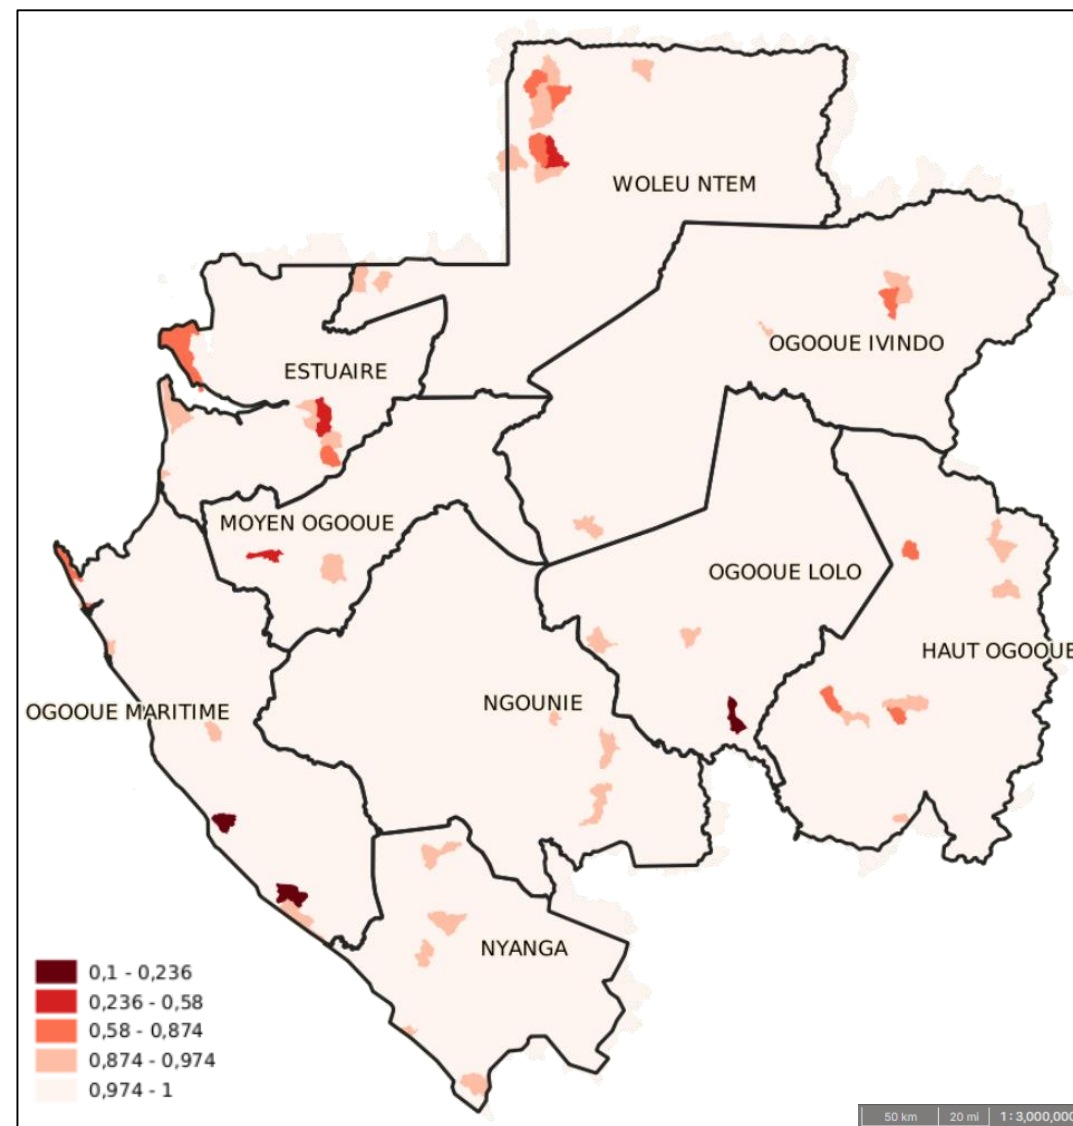 WOLEU NTEM
OGOOUE IVINDO
ESTUAIRE
MOYEN OGOOUE
OGOOUE LOLO
HAUT OGOOUE
NGOUNIE
OGOOUE MARITIME
NYANGA
0,1 - 0,236
0,236 - 0,58
0,58 - 0,874
0,874 - 0,974
0,974 - 1
50 km 20 mi 1:3,000,000